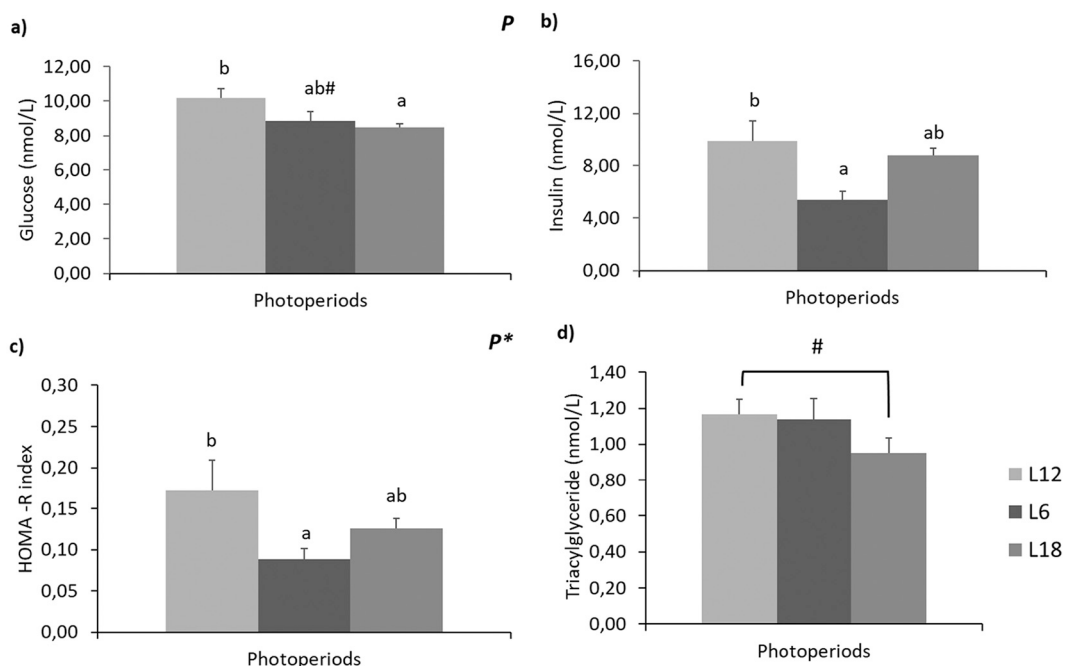 a)
P
12,00
10,00
8,00
6,00
4,00
2,00
0,00
Glucose (nmol/L)
b
ab#
a
Photoperiods
b)
16,00
12,00
8,00
4,00
0,00
Insulin (nmol/L)
b
a
ab
Photoperiods
c)
P*
0,30
0,25
0,20
0,15
0,10
0,05
0,00
HOMA -R index
b
a
ab
Photoperiods
d)
#
1,40
1,20
1,00
0,80
0,60
0,40
0,20
0,00
Triacylglyceride (nmol/L)
Photoperiods
L12
L6
L18